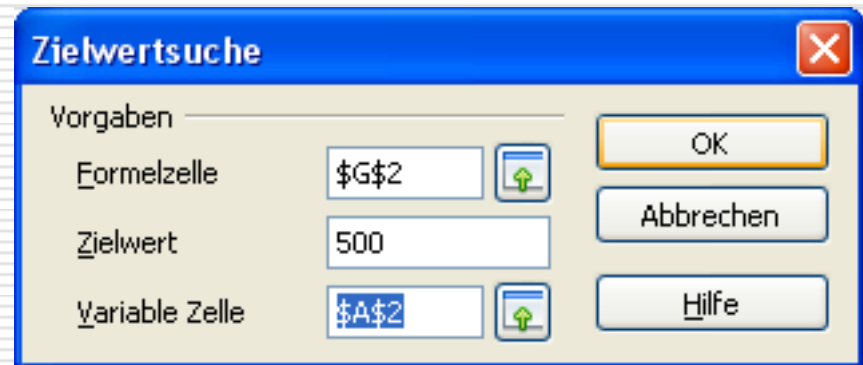 Zielwertsuche
Vorgaben
Formelzelle $G$2
Zielwert 500
Variable Zelle $A$2
OK
Abbrechen
Hilfe